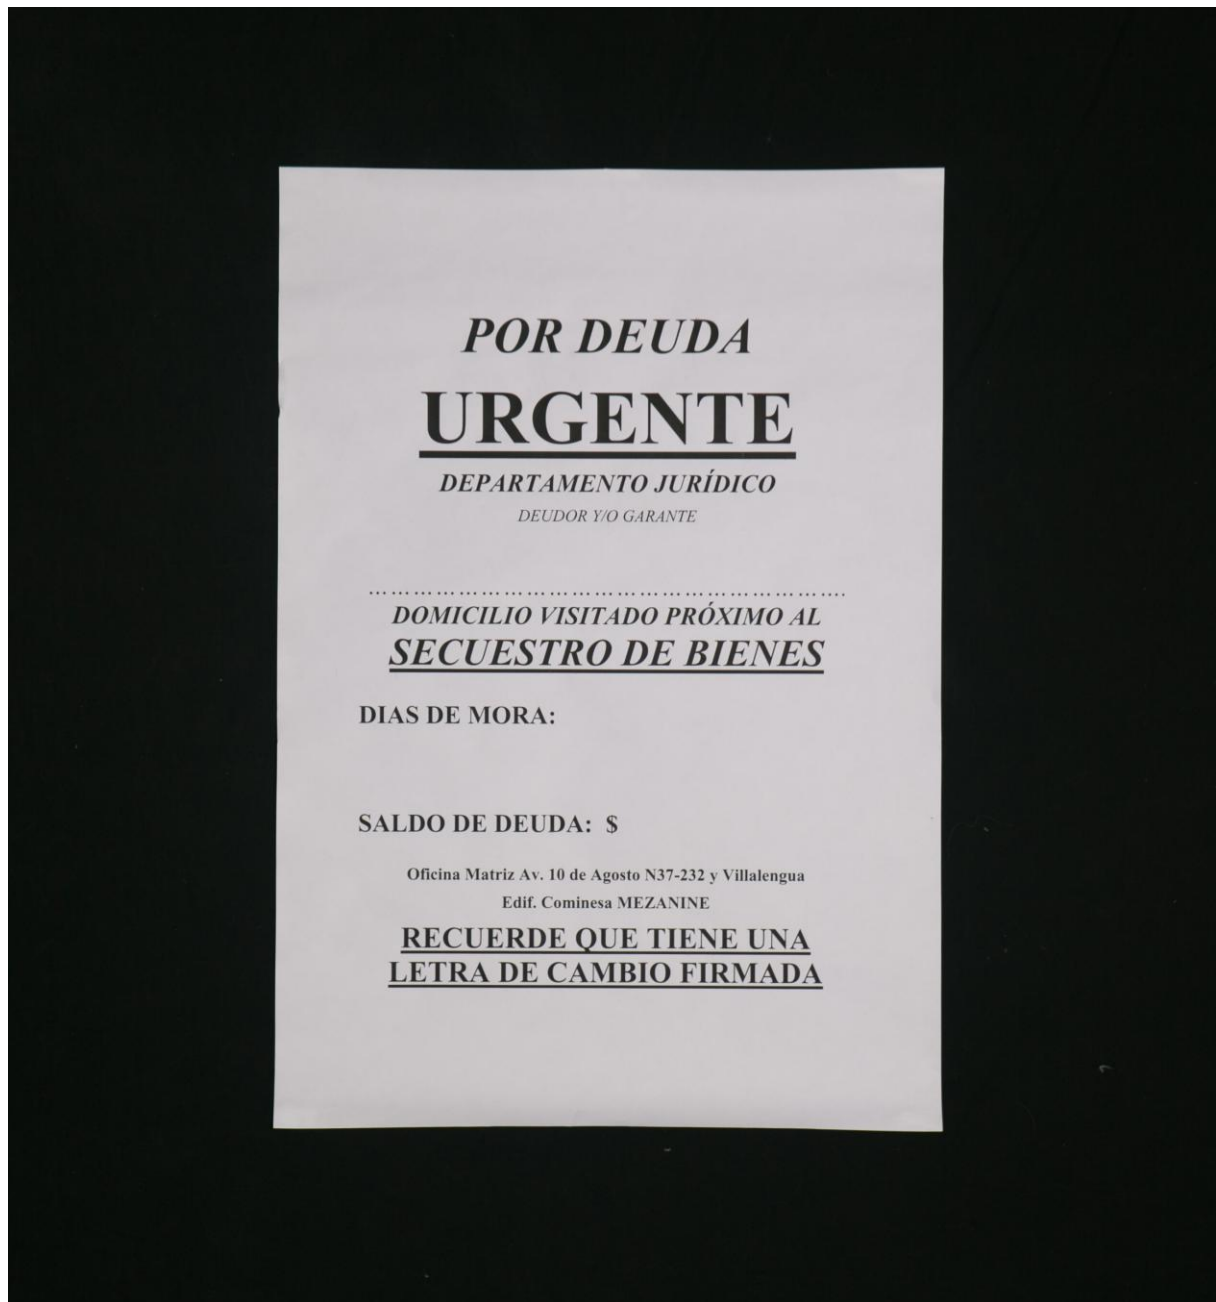 POR DEUDA
URGENTE
DEPARTAMENTO JURÍDICO
DEUDOR Y/O GARANTE
………………………………………………………….
DOMICILIO VISITADO PRÓXIMO AL
SECUESTRO DE BIENES
DIAS DE MORA:
SALDO DE DEUDA: $
Oficina Matriz Av. 10 de Agosto N37-232 y Villalengua
Edif. Cominesa MEZANINE
RECUERDE QUE TIENE UNA
LETRA DE CAMBIO FIRMADA